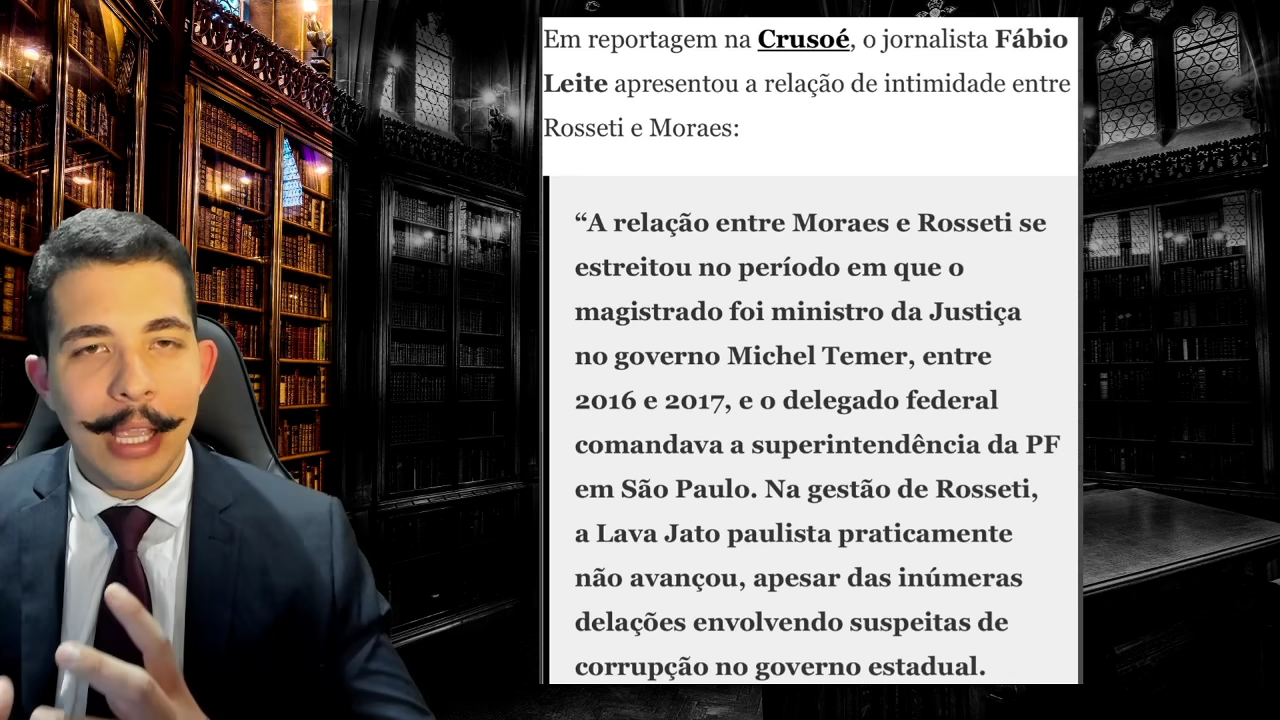 Em reportagem na Crusoé, o jornalista Fábio
Leite apresentou a relação de intimidade entre
Rosseti e Moraes:
“A relação entre Moraes e Rosseti se
estreitou no período em que o
magistrado foi ministro da Justiça
no governo Michel Temer, entre
2016 e 2017, e o delegado federal
comandava a superintendência da PF
em São Paulo. Na gestão de Rosseti,
a Lava Jato paulista praticamente
não avançou, apesar das inúmeras
delações envolvendo suspeitas de
corrupção no governo estadual.